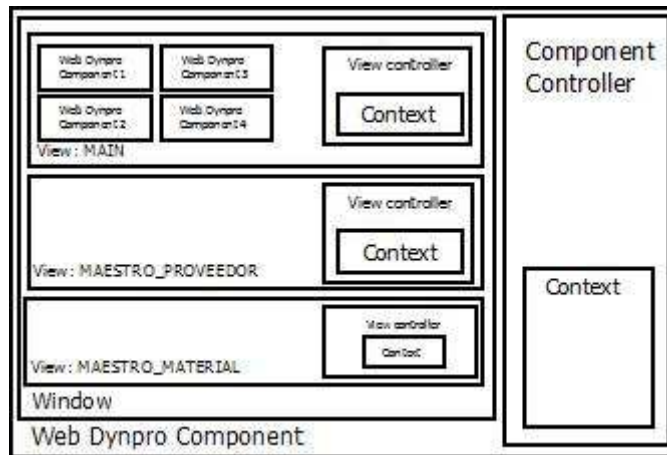 Web Dynpro
Component1
Web Dynpro
Component3
View controller
Context
Web Dynpro
Component2
Web Dynpro
Component4
View: MAIN
View controller
Context
View: MAESTRO_PROVEEDOR
View controller
Context
View: MAESTRO_MATERIAL
Window
Web Dynpro Component
Component
Controller
Context